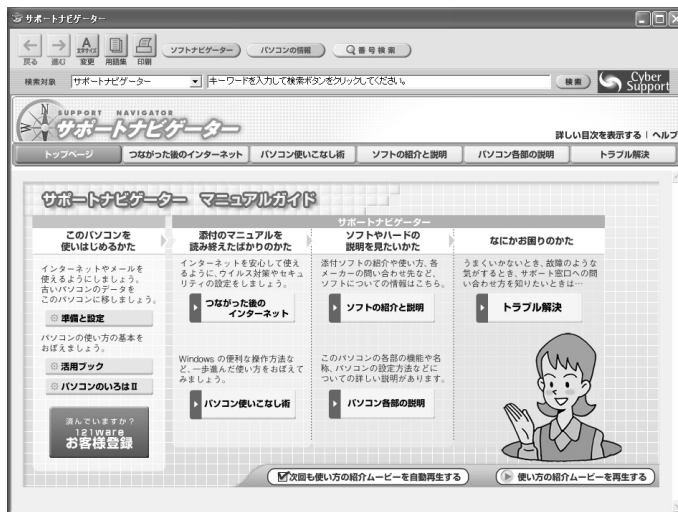 サポートナビゲーター
戻る 進む 文字サイズ 変更 用語集 印刷 ソフトナビゲーター パソコンの情報 番号検索
検索対象 サポートナビゲーター キーワードを入力して検索ボタンをクリックしてください。 検索 Cyber Support
SUPPORT NAVIGATOR
サポートナビゲーター
詳しい目次を表示する | ヘルプ
トップページ つながった後のインターネット パソコン使いこなし術 ソフトの紹介と説明 パソコン各部の説明 トラブル解決
サポートナビゲーター マニュアルガイド
サポートナビゲーター
このパソコンを
使いはじめるかた
インターネットやメールを
使えるようにしましょう。
古いパソコンのデータを
このパソコンに移しましょう。
準備と設定
パソコンの使い方の基本を
おぼえましょう。
活用ブック
パソコンのいろはⅡ
済んでいますか?
121ware
お客様登録
添付のマニュアルを
読み終えたばかりのかた
インターネットを安心して使え
るように、ウイルス対策やセキュ
リティの設定をしましょう。
つながった後の
インターネット
Windows の便利な操作方法な
ど、一歩進んだ使い方をおぼえて
みましょう。
パソコン使いこなし術
ソフトやハードの
説明を見たいかた
添付ソフトの紹介や使い方、各
メーカーの問い合わせ先など、
ソフトについての情報はこちら。
ソフトの紹介と説明
このパソコンの各部の機能や名
称、パソコンの設定方法などに
ついての詳しい説明があります。
パソコン各部の説明
なにかお困りのかた
うまくいかないとき、故障のような
気がするとき、サポート窓口への問
い合わせ方を知りたいときは…
トラブル解決
次回も使い方の紹介ムービーを自動再生する
使い方の紹介ムービーを再生する